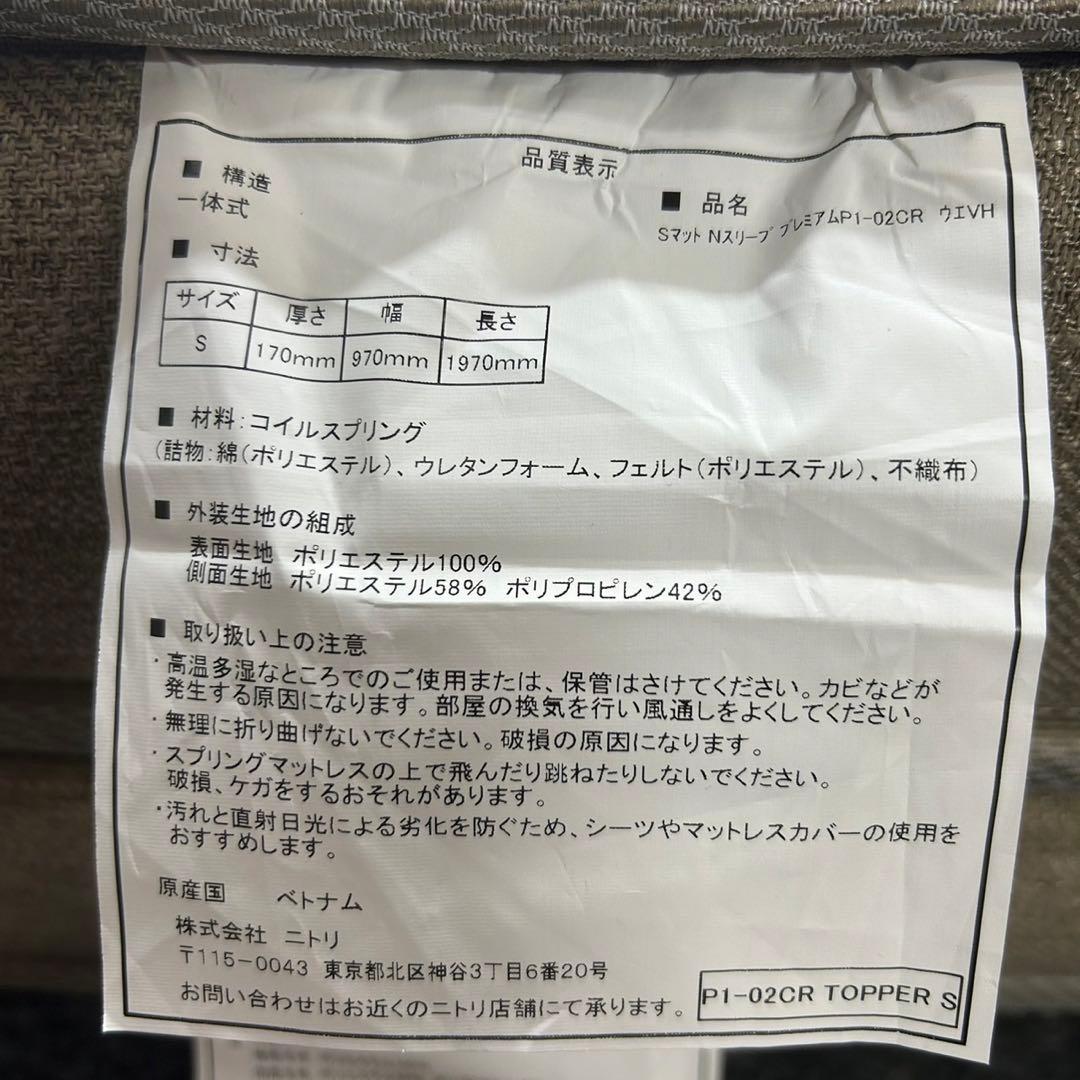 品質表示
■ 構造
一体式
■ 品名
Sマット Nスリープ プレミアムP1-02CR ウエVH
■ 寸法
サイズ 厚さ 幅 長さ
S 170mm 970mm 1970mm
■ 材料:コイルスプリング
(詰物:綿(ポリエステル)、ウレタンフォーム、フェルト(ポリエステル)、不織布)
■ 外装生地の組成
表面生地 ポリエステル100%
側面生地 ポリエステル58% ポリプロピレン42%
■ 取り扱い上の注意
・高温多湿なところでのご使用または、保管はさけてください。カビなどが
発生する原因になります。部屋の換気を行い風通しをよくしてください。
・無理に折り曲げないでください。破損の原因になります。
・スプリングマットレスの上で飛んだり跳ねたりしないでください。
破損、ケガをするおそれがあります。
・汚れと直射日光による劣化を防ぐため、シーツやマットレスカバーの使用を
おすすめします。
原産国 ベトナム
株式会社 ニトリ
〒115-0043 東京都北区神谷3丁目6番20号
お問い合わせはお近くのニトリ店舗にて承ります。
P1-02CR TOPPER S